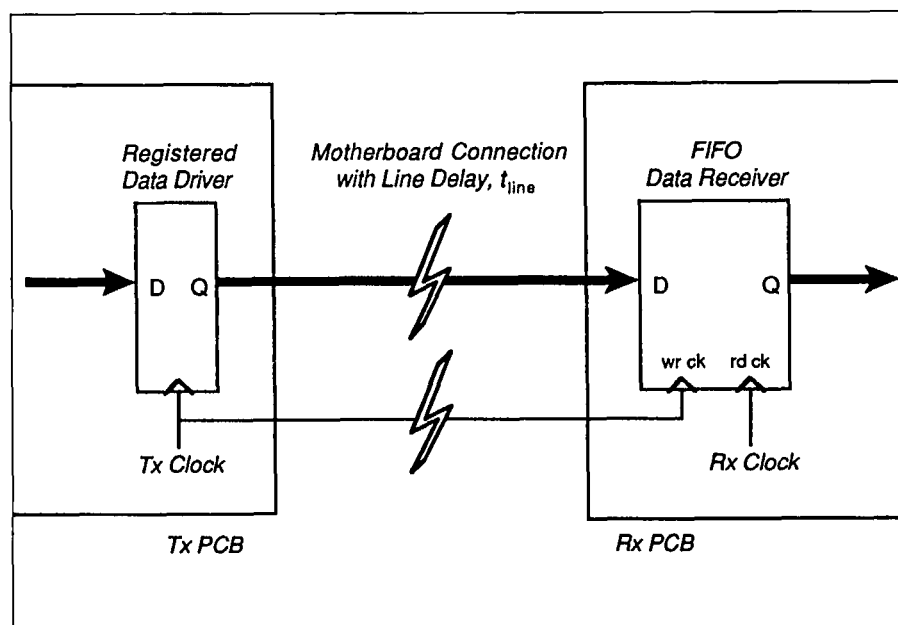 Registered
Data Driver
Motherboard Connection
with Line Delay, t_line
FIFO
Data Receiver
D Q
D Q
wr ck rd ck
Tx Clock
Rx Clock
Tx PCB
Rx PCB